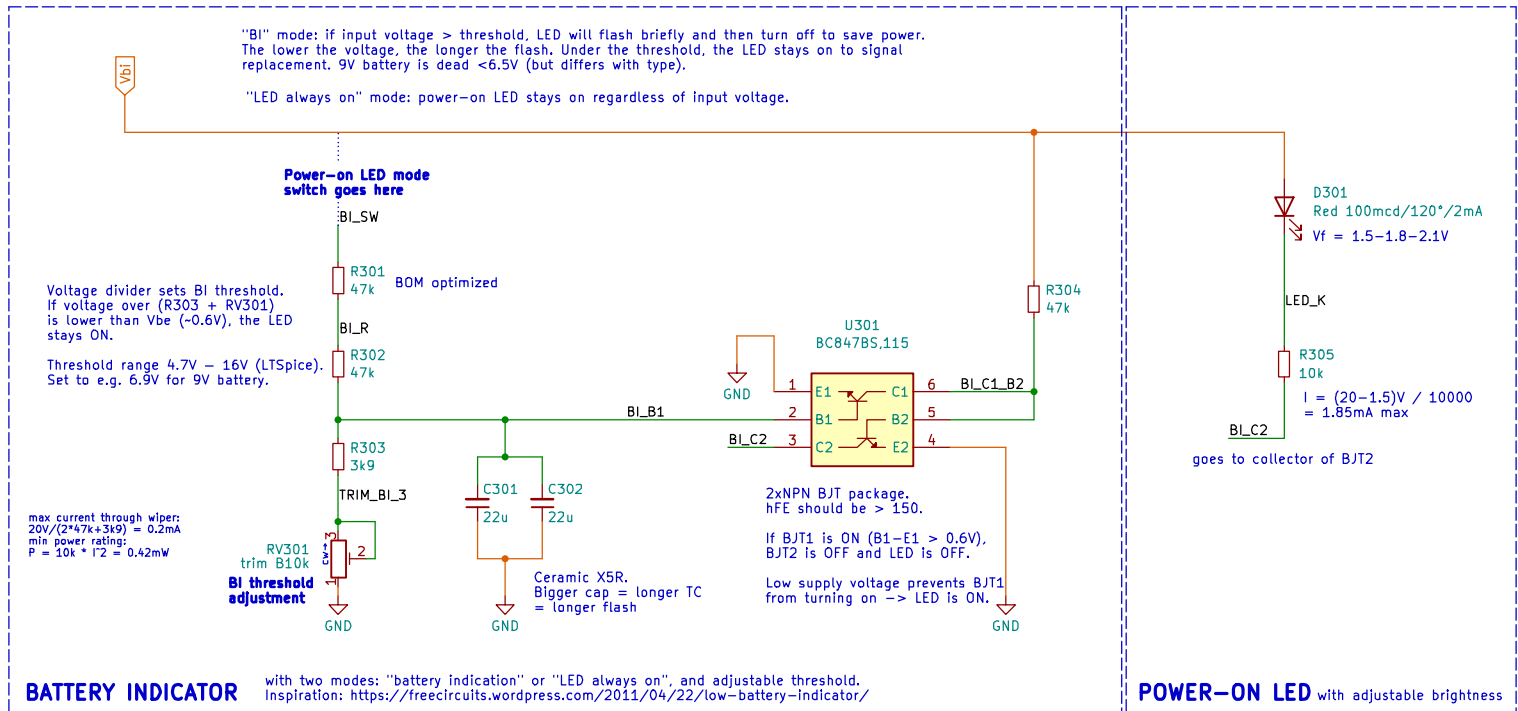 "BI" mode: if input voltage > threshold, LED will flash briefly and then turn off to save power.
The lower the voltage, the longer the flash. Under the threshold, the LED stays on to signal
replacement. 9V battery is dead <6.5V (but differs with type).
"LED always on" mode: power-on LED stays on regardless of input voltage.
Vbi
Power-on LED mode
switch goes here
BI_SW
R301
47k
BOM optimized
Voltage divider sets BI threshold.
If voltage over (R303 + RV301)
is lower than Vbe (~0.6V), the LED
stays ON.
Threshold range 4.7V - 16V (LTSpice).
Set to e.g. 6.9V for 9V battery.
BI_R
R302
47k
R303
3k9
TRIM_BI_3
max current through wiper:
20V/(2*47k+3k9) = 0.2mA
min power rating:
P = 10k * I^2 = 0.42mW
RV301
trim B10k
BI threshold
adjustment
cw→
3
2
1
GND
BI_B1
C301
22u
C302
22u
GND
Ceramic X5R.
Bigger cap = longer TC
= longer flash
U301
BC847BS,115
GND
BI_C2
1
2
3
E1
B1
C2
C1
B2
E2
6
5
4
BI_C1_B2
R304
47k
GND
2xNPN BJT package.
hFE should be > 150.
If BJT1 is ON (B1-E1 > 0.6V),
BJT2 is OFF and LED is OFF.
Low supply voltage prevents BJT1
from turning on -> LED is ON.
D301
Red 100mcd/120°/2mA
Vf = 1.5-1.8-2.1V
LED_K
R305
10k
I = (20-1.5)V / 10000
= 1.85mA max
BI_C2
goes to collector of BJT2
BATTERY INDICATOR
with two modes: "battery indication" or "LED always on", and adjustable threshold.
Inspiration: https://freecircuits.wordpress.com/2011/04/22/low-battery-indicator/
POWER-ON LED with adjustable brightness